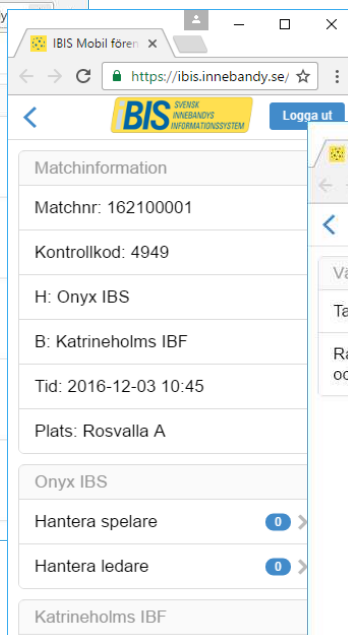 IBIS Mobil fören
https://ibis.innebandy.se/
iBIS SVENSK INNEBANDYS INFORMATIONSSYSTEM
Logga ut
Matchinformation
Matchnr: 162100001
Kontrollkod: 4949
H: Onyx IBS
B: Katrineholms IBF
Tid: 2016-12-03 10:45
Plats: Rosvalla A
Onyx IBS
Hantera spelare 0
Hantera ledare 0
Katrineholms IBF